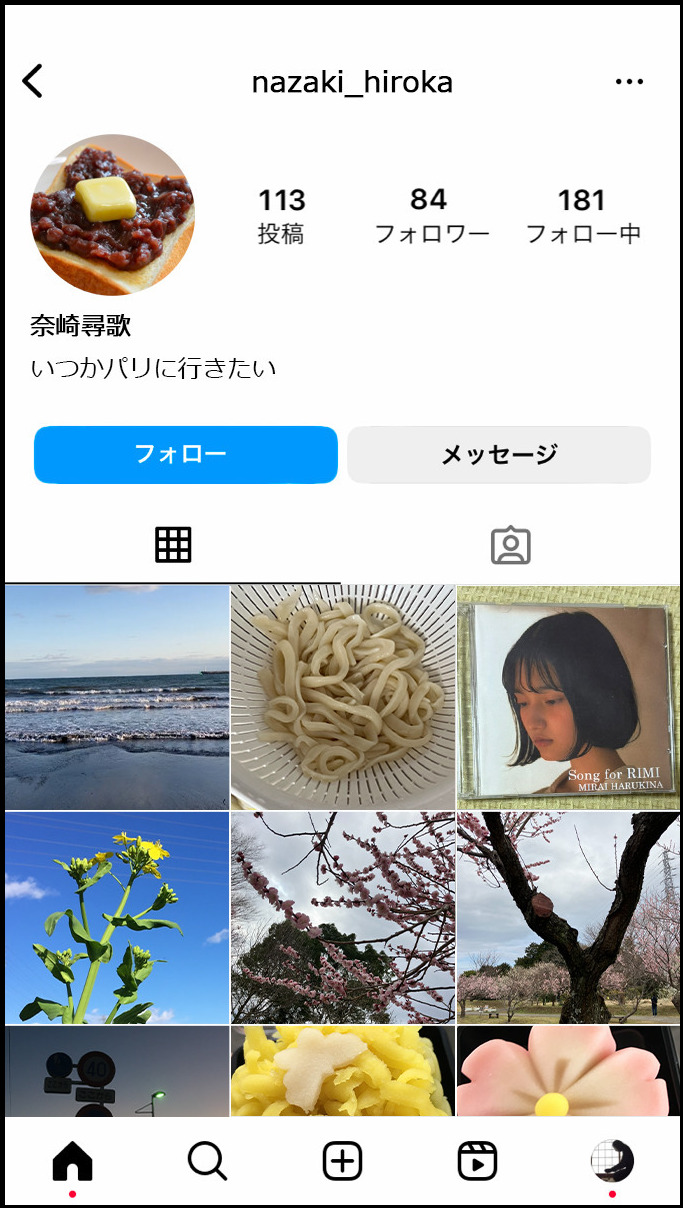 nazaki_hiroka
113
84
181
投稿
フォロワー
フォロー中
奈崎尋歌
いつかパリに行きたい
フォロー
メッセージ
Song for RIMI
MIRAI HARUKINA
40